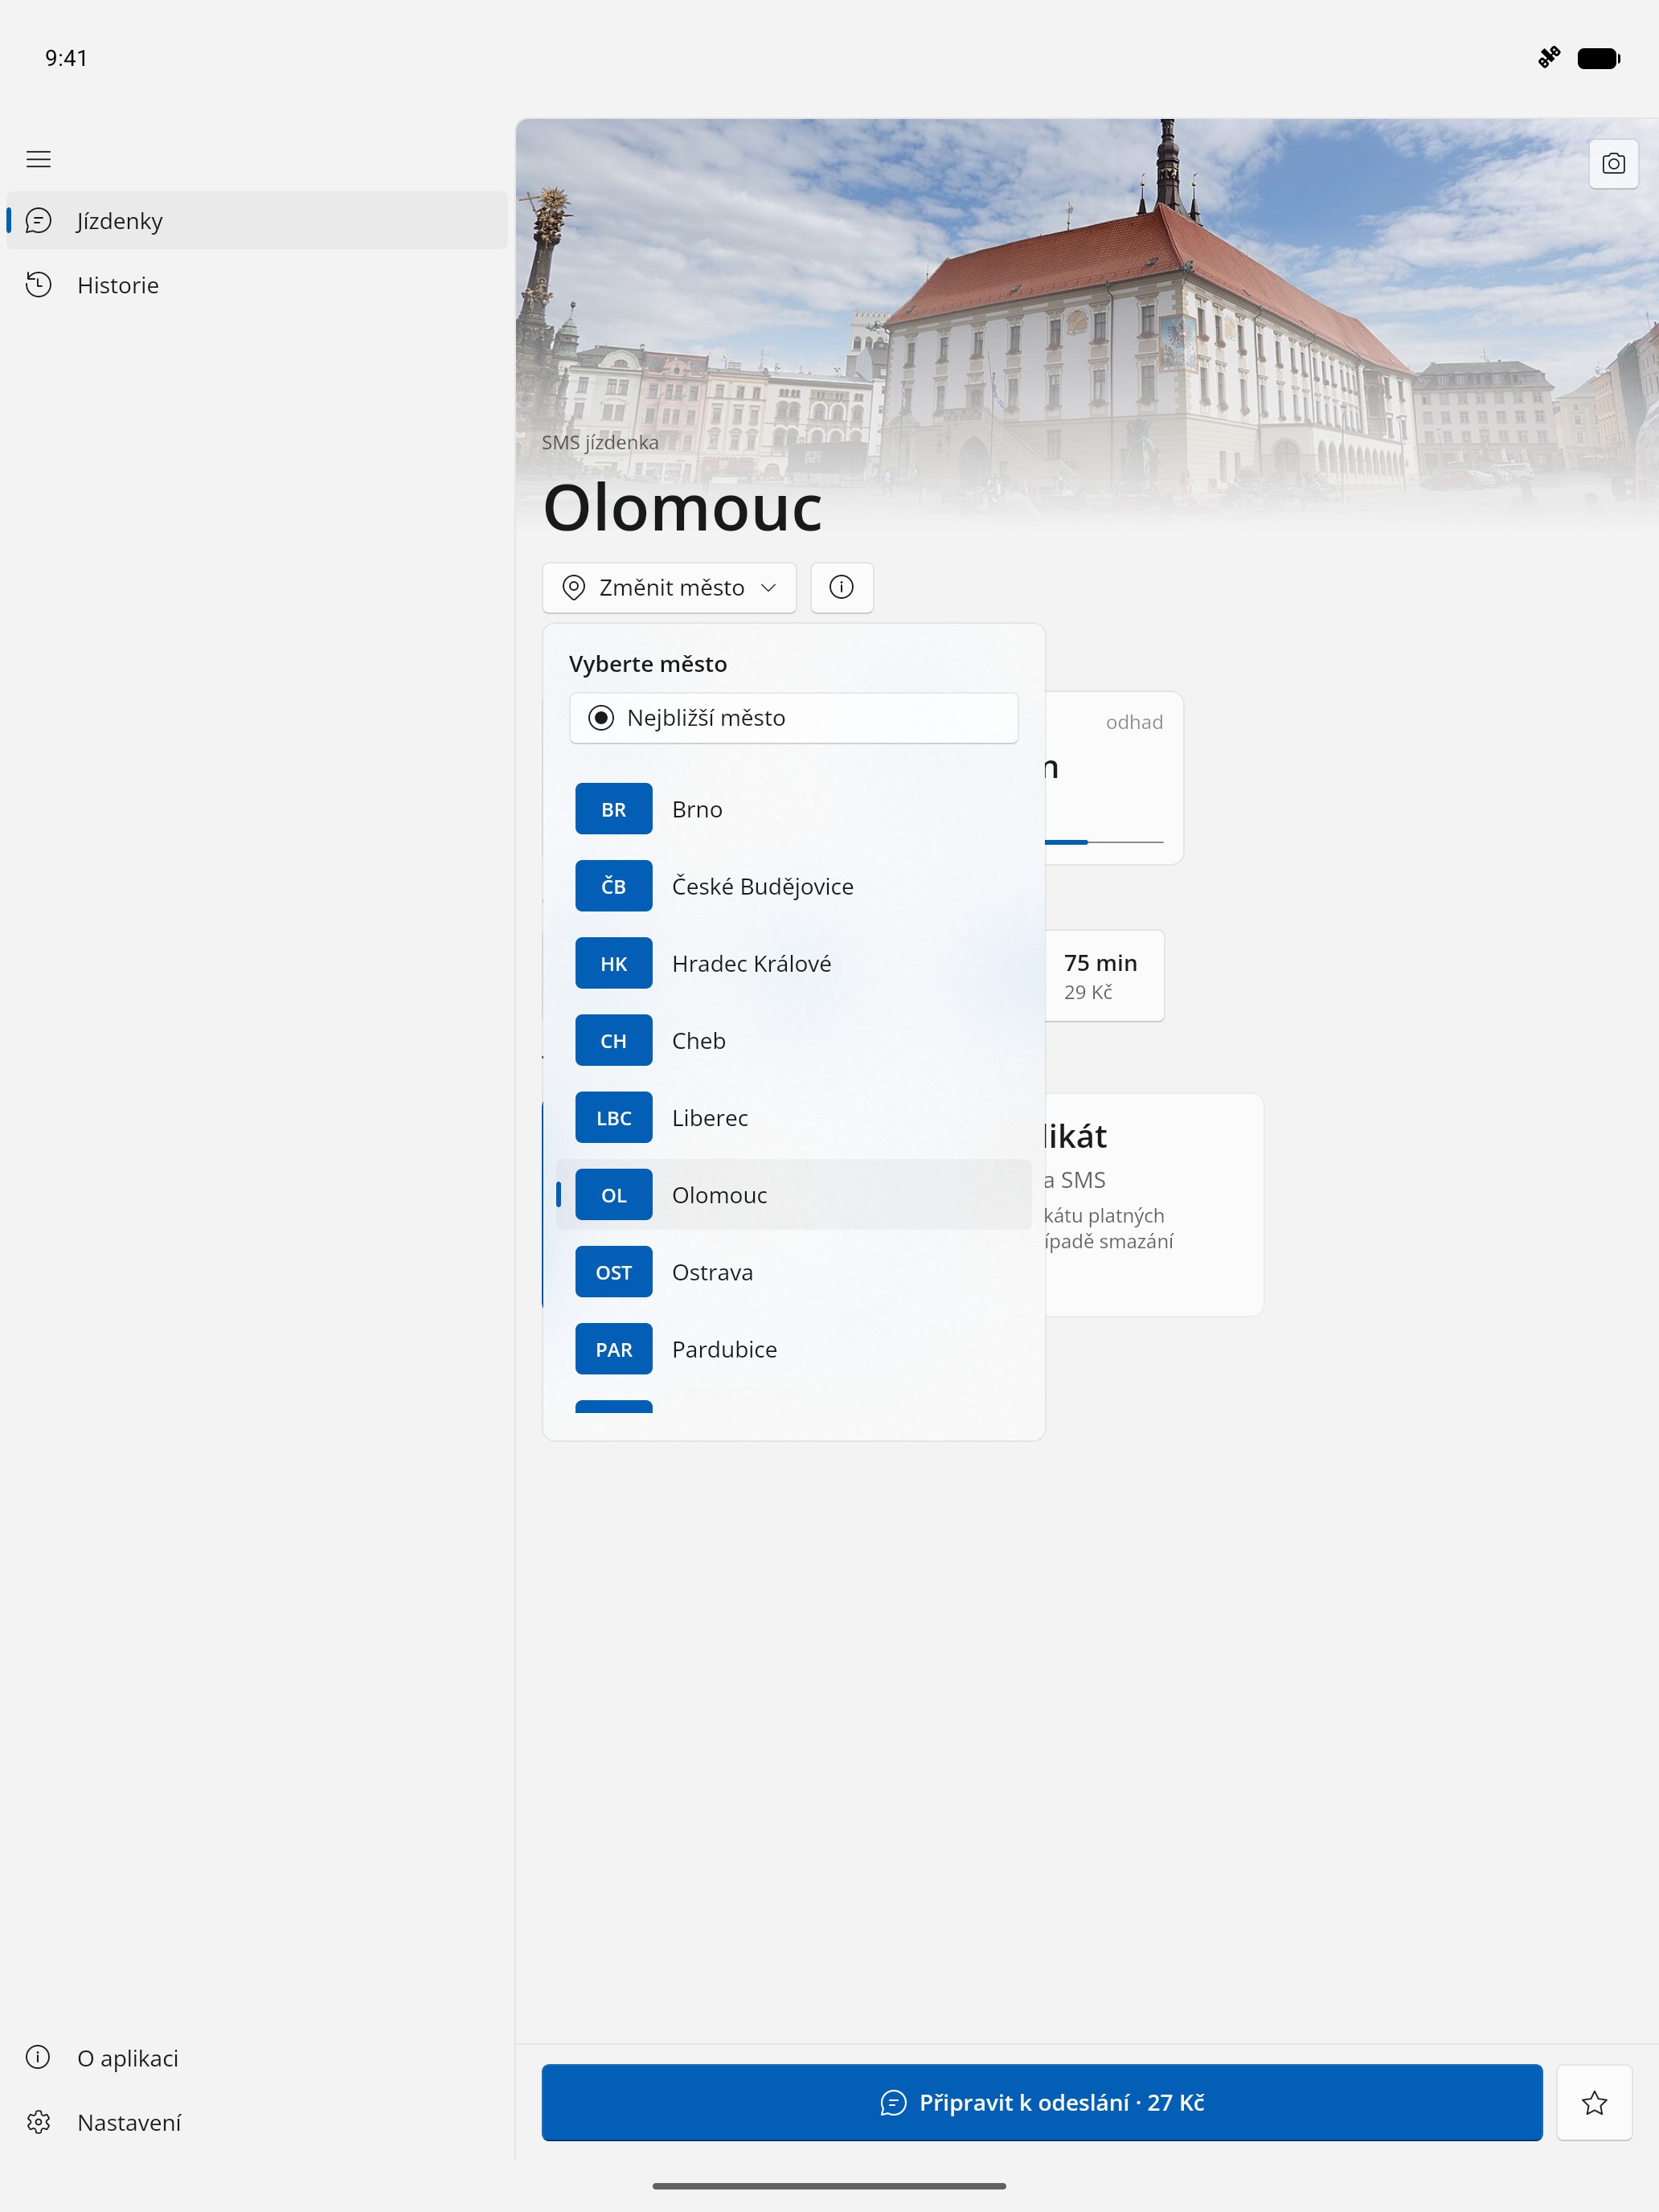 9:41
Jízdenky
Historie
SMS jízdenka
Olomouc
Změnit město
Vyberte město
Nejbližší město
BR Brno
ČB České Budějovice
HK Hradec Králové
CH Cheb
LBC Liberec
OL Olomouc
OST Ostrava
PAR Pardubice
odhad
75 min
29 Kč
likát
a SMS
kátu platných
ípadě smazání
O aplikaci
Nastavení
Připravit k odeslání · 27 Kč